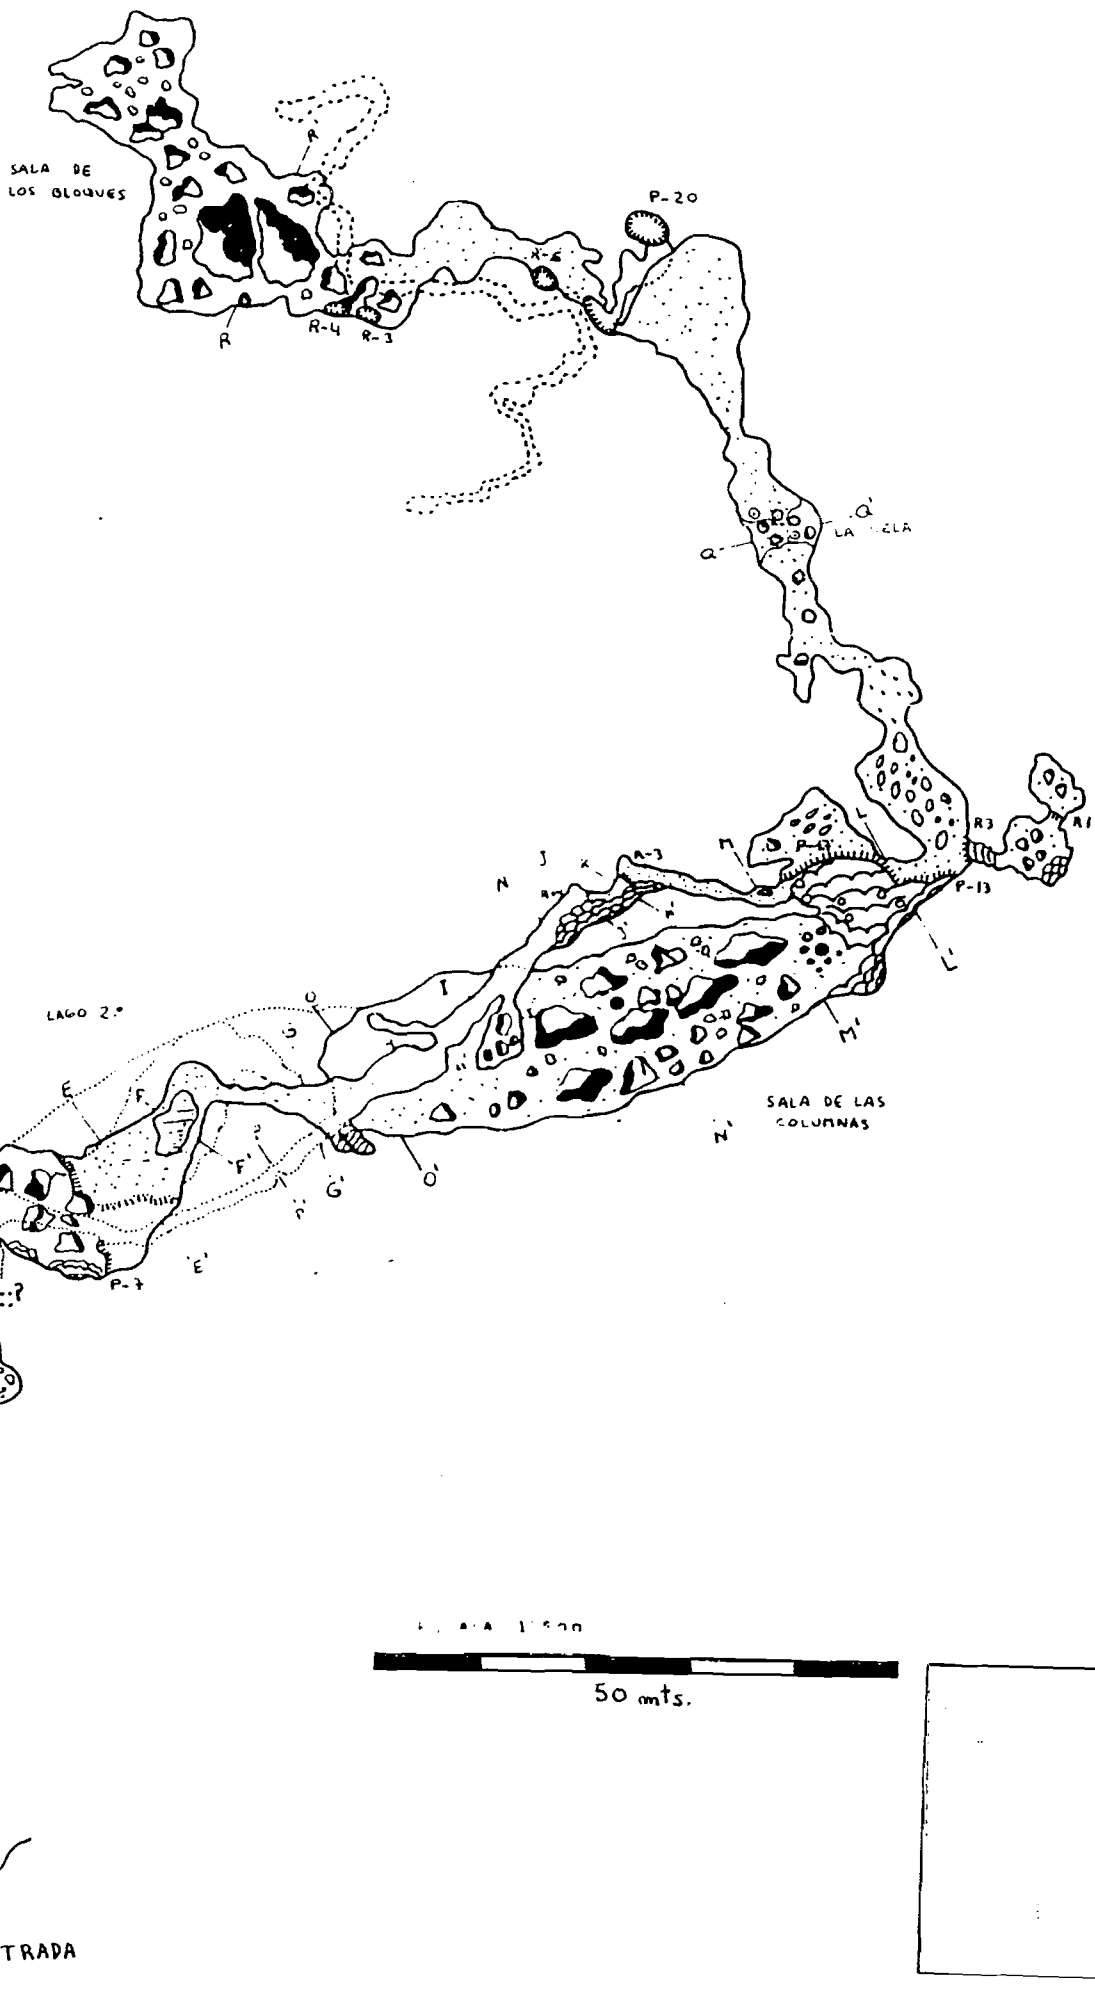 P-20
SALA DE
LOS BLOQUES
R
R
R-4
R-3
Q'
LA
Q
L
R3
R1
M
P-13
J
K
R-3
N
K'
J'
L'
I
M'
O
LAGO 2.º
G
E
F
SALA DE LAS
COLUMNAS
N'
?
F'
G'
O'
P'
E'
P-7
?
50 mts.
TRADA